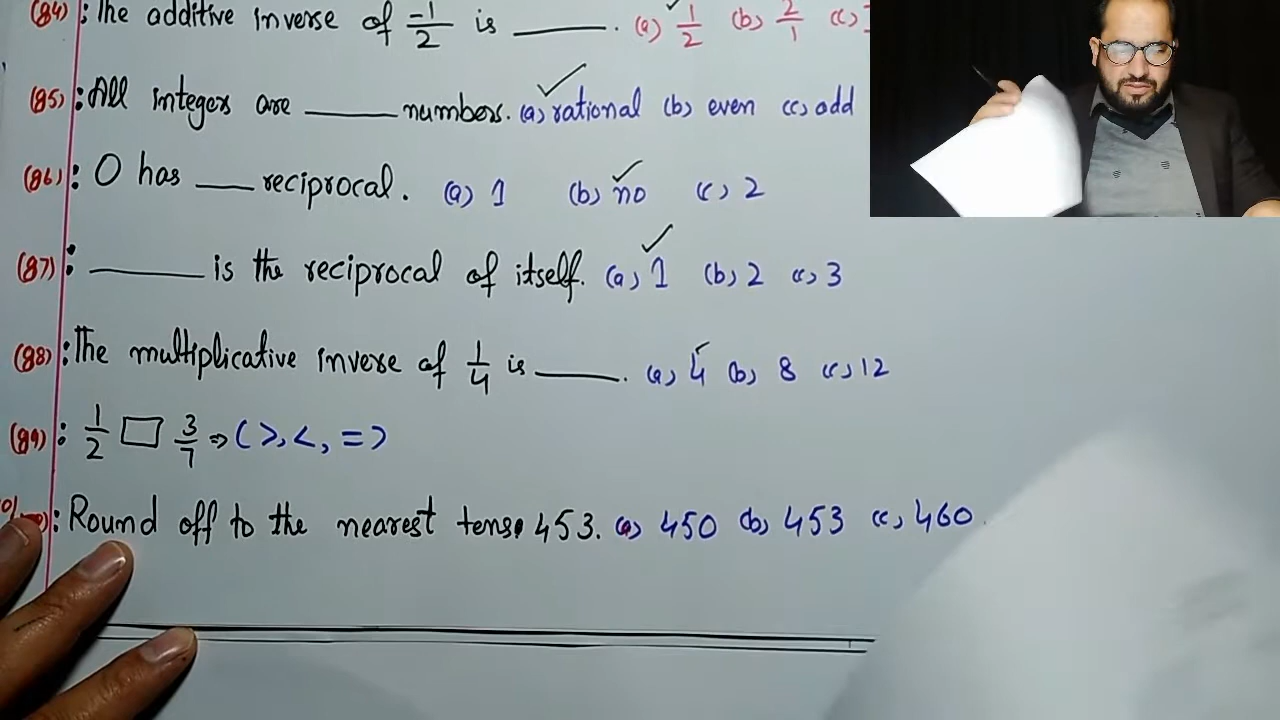 (84): The additive inverse of -1/2 is ______. (a) 1/2 (b) 2/1 (c)
(85): All integers are ______ numbers. (a) rational (b) even (c) odd
(86): 0 has ____ reciprocal. (a) 1 (b) no (c) 2
(87): ______ is the reciprocal of itself. (a) 1 (b) 2 (c) 3
(88): The multiplicative inverse of 1/4 is ______. (a) 4 (b) 8 (c) 12
(89): 1/2 □ 3/7 ⇒ (>, <, =)
: Round off to the nearest tens. 453. (a) 450 (b) 453 (c) 460.